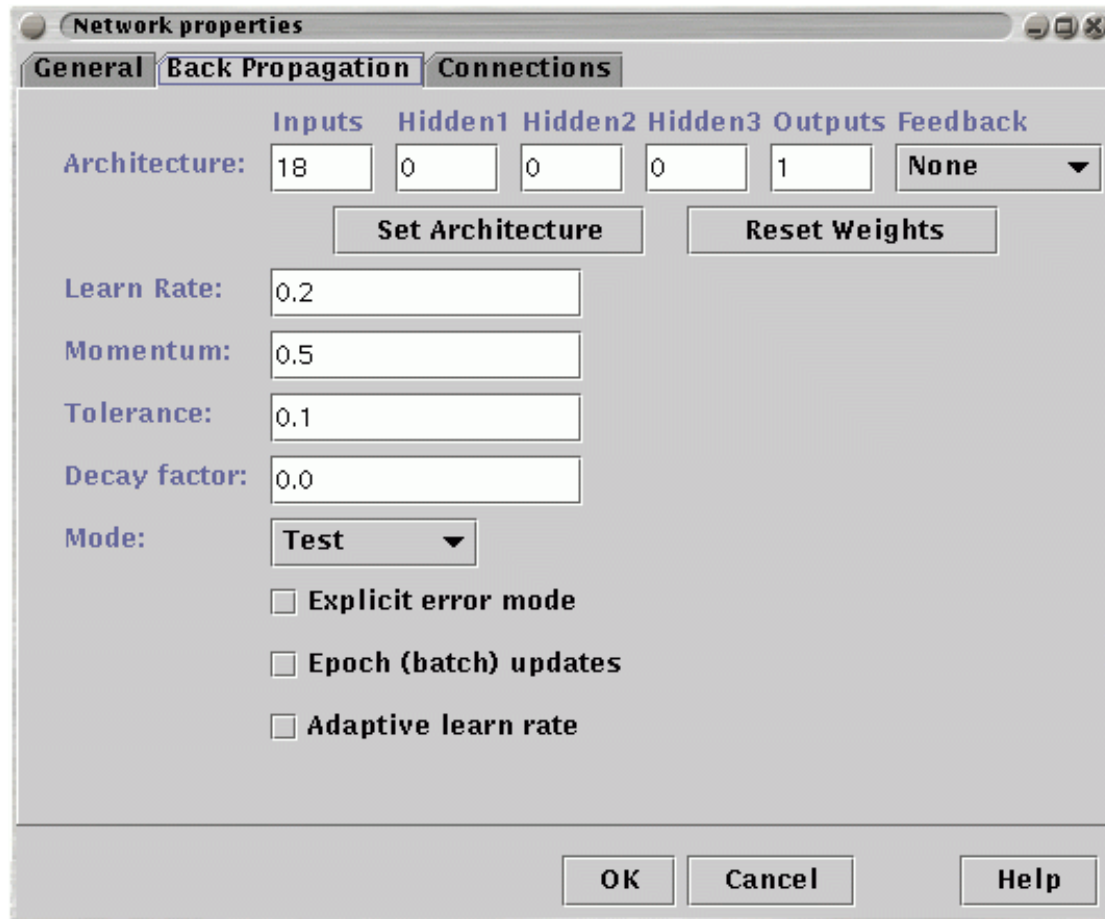 Network properties
General Back Propagation Connections
Inputs Hidden1 Hidden2 Hidden3 Outputs Feedback
Architecture: 18 0 0 0 1 None
Set Architecture Reset Weights
Learn Rate: 0.2
Momentum: 0.5
Tolerance: 0.1
Decay factor: 0.0
Mode: Test
Explicit error mode
Epoch (batch) updates
Adaptive learn rate
OK Cancel Help